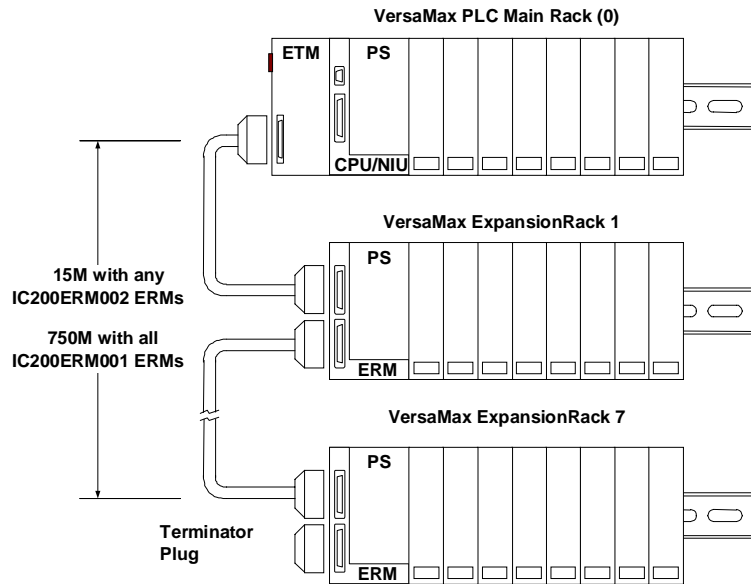 VersaMax PLC Main Rack (0)
ETM
PS
CPU/NIU
VersaMax ExpansionRack 1
PS
15M with any
IC200ERM002 ERMs
750M with all
IC200ERM001 ERMs
ERM
VersaMax ExpansionRack 7
PS
Terminator
Plug
ERM